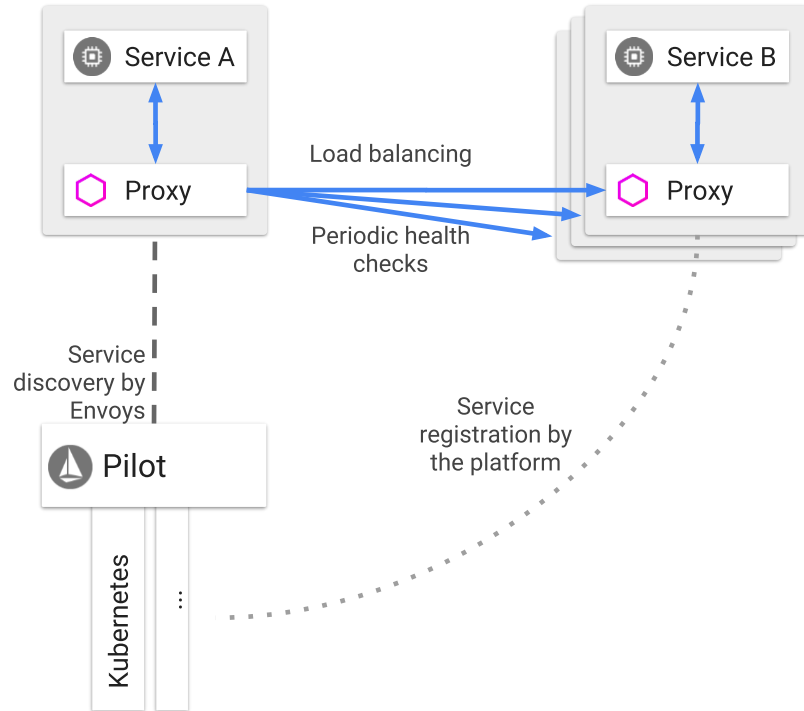 Service A
Service B
Load balancing
Proxy
Proxy
Periodic health
checks
Service
discovery by
Envoys
Service
registration by
the platform
Pilot
Kubernetes
...